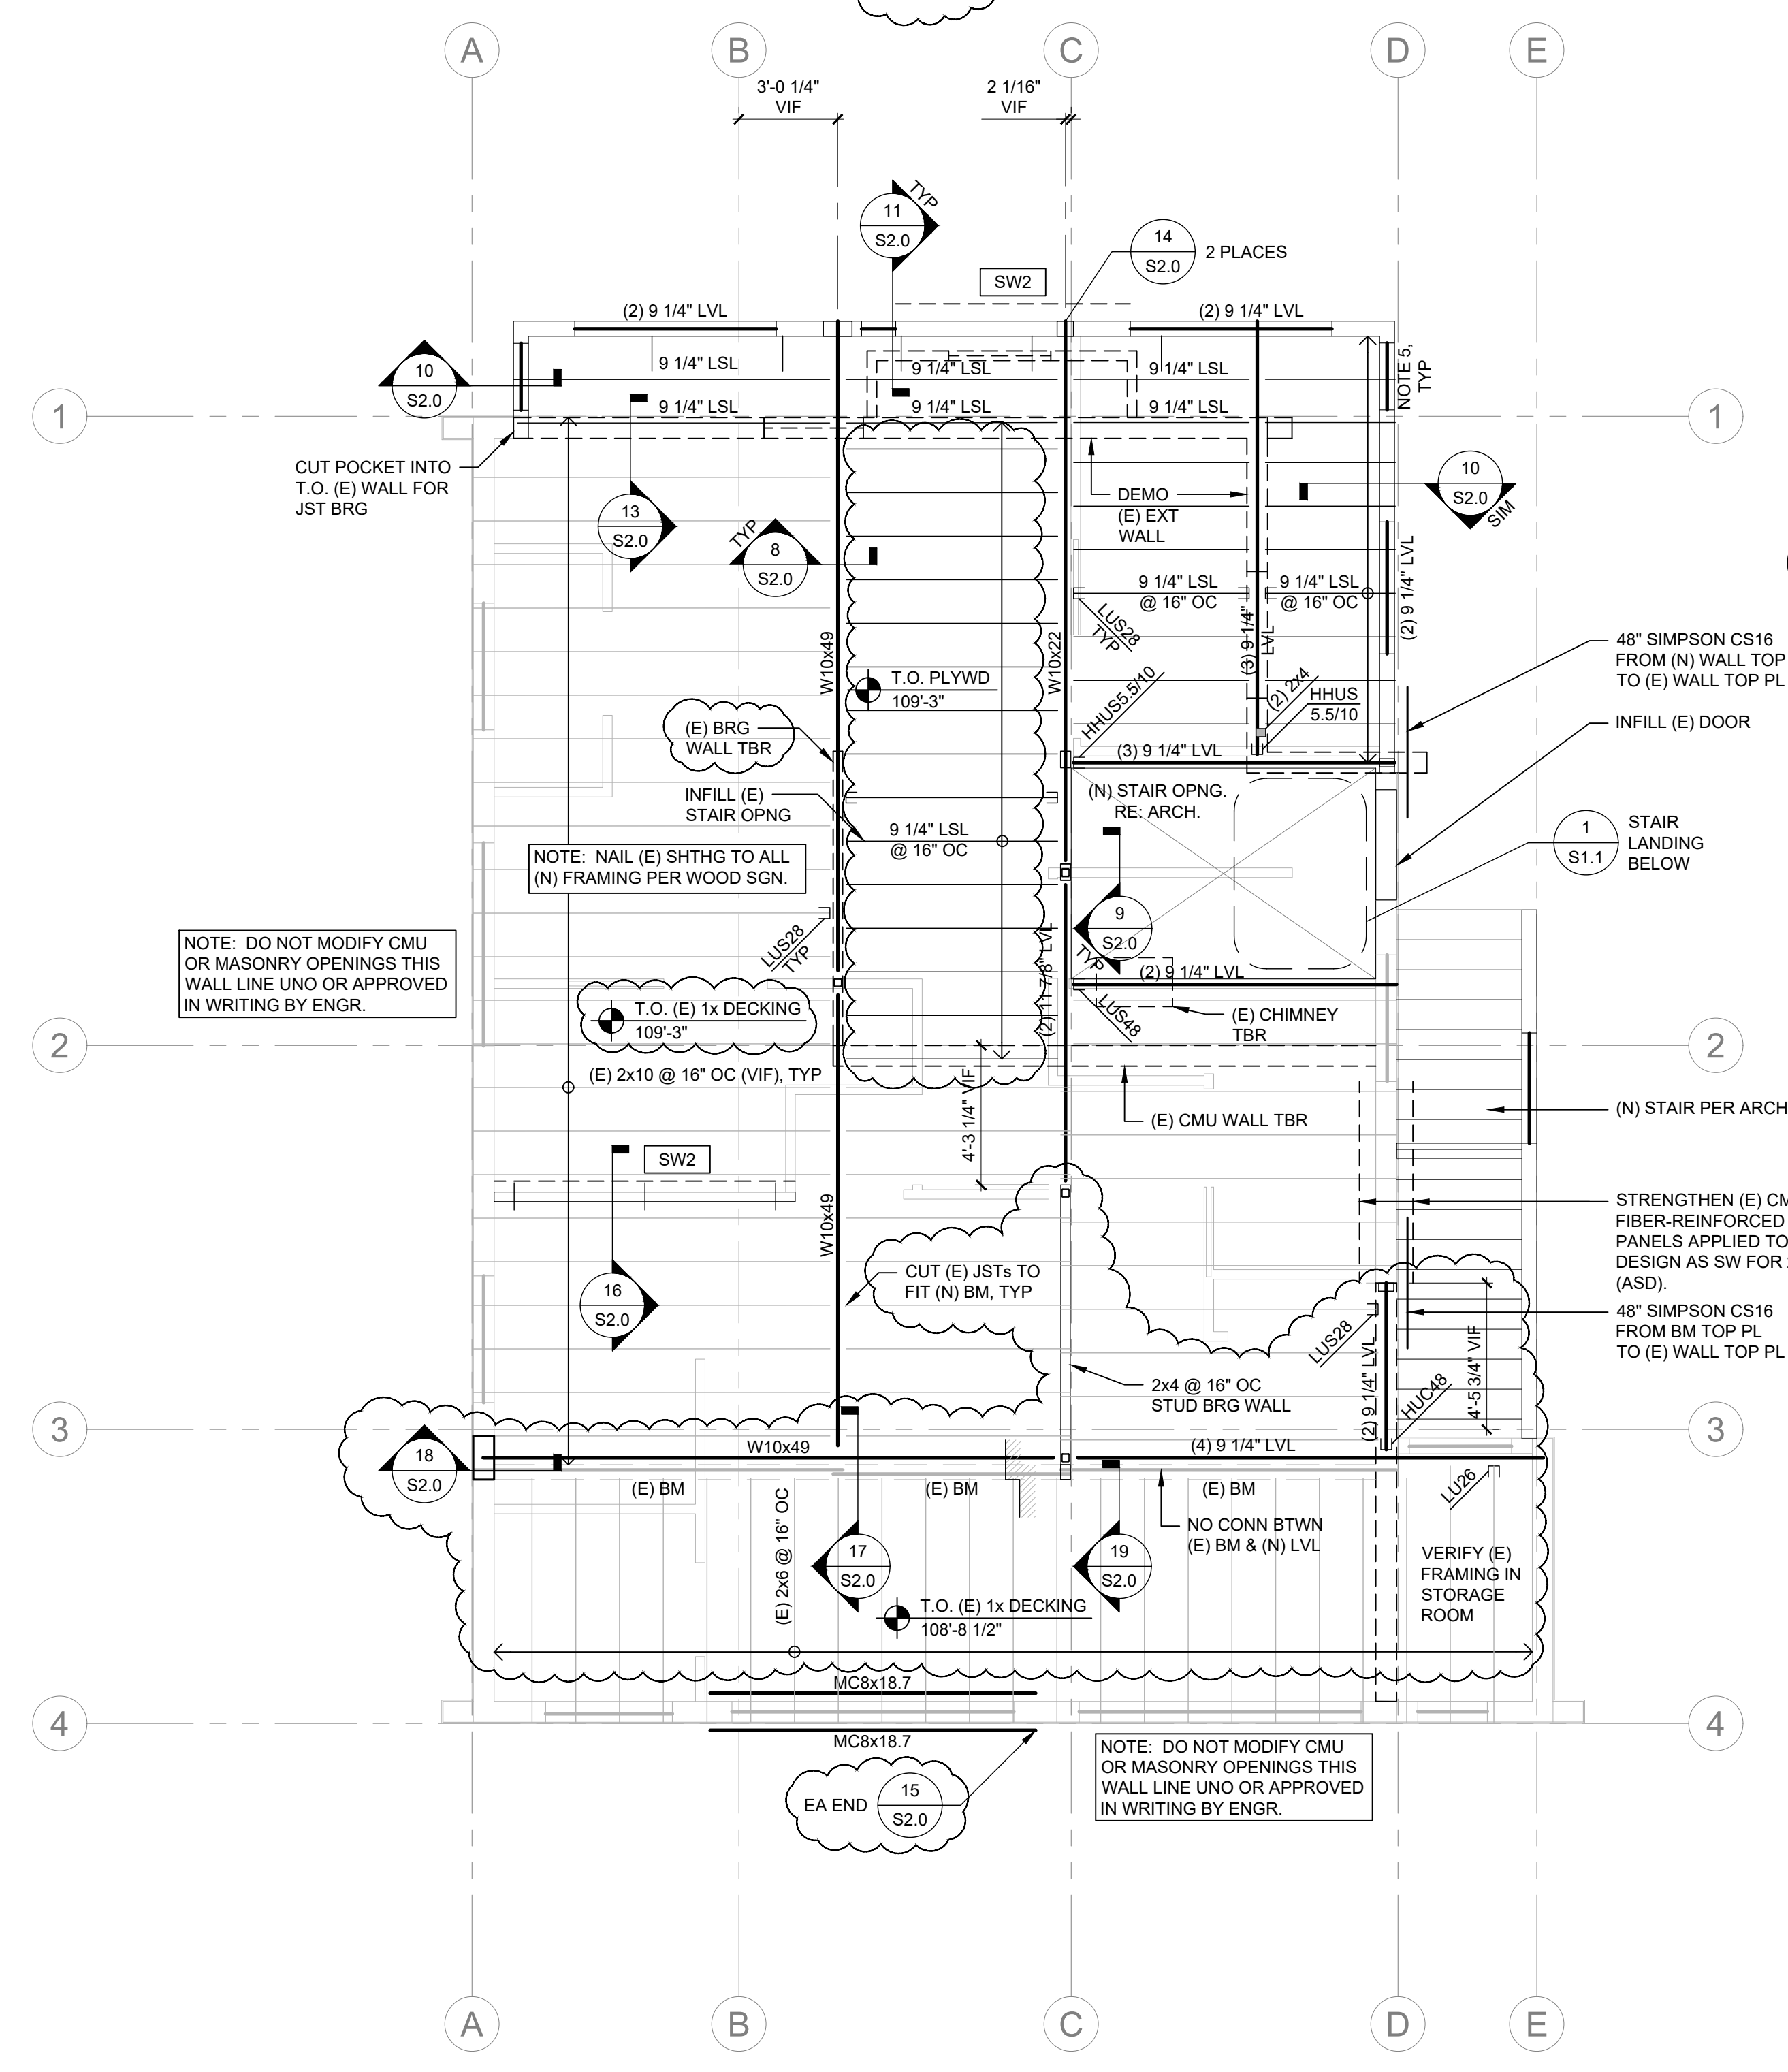 A
B
C
D
E
3'-0 1/4"
VIF
2 1/16"
VIF
11
S2.0
TYP
14
S2.0
2 PLACES
SW2
(2) 9 1/4" LVL
(2) 9 1/4" LVL
10
S2.0
9 1/4" LSL
9 1/4" LSL
9 1/4" LSL
NOTE 5,
TYP
9 1/4" LSL
9 1/4" LSL
9 1/4" LSL
1
1
CUT POCKET INTO
T.O. (E) WALL FOR
JST BRG
13
S2.0
DEMO
(E) EXT
WALL
10
S2.0
SIM
TYP
8
S2.0
9 1/4" LSL
@ 16" OC
9 1/4" LSL
@ 16" OC
(2) 9 1/4" LVL
LUS28
TYP
(3) 9 1/4"
LVL
W10x49
W10x22
48" SIMPSON CS16
FROM (N) WALL TOP
TO (E) WALL TOP PL
T.O. PLYWD
109'-3"
HHUS5.5/10
(2) 2x4
HHUS
5.5/10
INFILL (E) DOOR
(E) BRG
WALL TBR
(3) 9 1/4" LVL
INFILL (E)
STAIR OPNG
(N) STAIR OPNG.
RE: ARCH.
9 1/4" LSL
@ 16" OC
1
S1.1
STAIR
LANDING
BELOW
NOTE: NAIL (E) SHTHG TO ALL
(N) FRAMING PER WOOD SGN.
9
S2.0
TYP
LUS28
TYP
NOTE: DO NOT MODIFY CMU
OR MASONRY OPENINGS THIS
WALL LINE UNO OR APPROVED
IN WRITING BY ENGR.
(2) 11 7/8" LVL
(2) 9 1/4" LVL
LUS48
T.O. (E) 1x DECKING
109'-3"
(E) CHIMNEY
TBR
2
2
(E) 2x10 @ 16" OC (VIF), TYP
4'-3 1/4" VIF
(E) CMU WALL TBR
(N) STAIR PER ARCH
SW2
W10x49
STRENGTHEN (E) CM
FIBER-REINFORCED
PANELS APPLIED TO
DESIGN AS SW FOR
(ASD).
CUT (E) JSTs TO
FIT (N) BM, TYP
16
S2.0
48" SIMPSON CS16
FROM BM TOP PL
TO (E) WALL TOP PL
LUS28
(2) 9 1/4" LVL
HUC48
4'-5 3/4" VIF
2x4 @ 16" OC
STUD BRG WALL
3
3
18
S2.0
W10x49
(4) 9 1/4" LVL
(E) BM
(E) BM
(E) BM
LU26
(E) 2x6 @ 16" OC
NO CONN BTWN
(E) BM & (N) LVL
17
S2.0
19
S2.0
VERIFY (E)
FRAMING IN
STORAGE
ROOM
T.O. (E) 1x DECKING
108'-8 1/2"
MC8x18.7
4
4
MC8x18.7
NOTE: DO NOT MODIFY CMU
OR MASONRY OPENINGS THIS
WALL LINE UNO OR APPROVED
IN WRITING BY ENGR.
EA END
15
S2.0
A
B
C
D
E